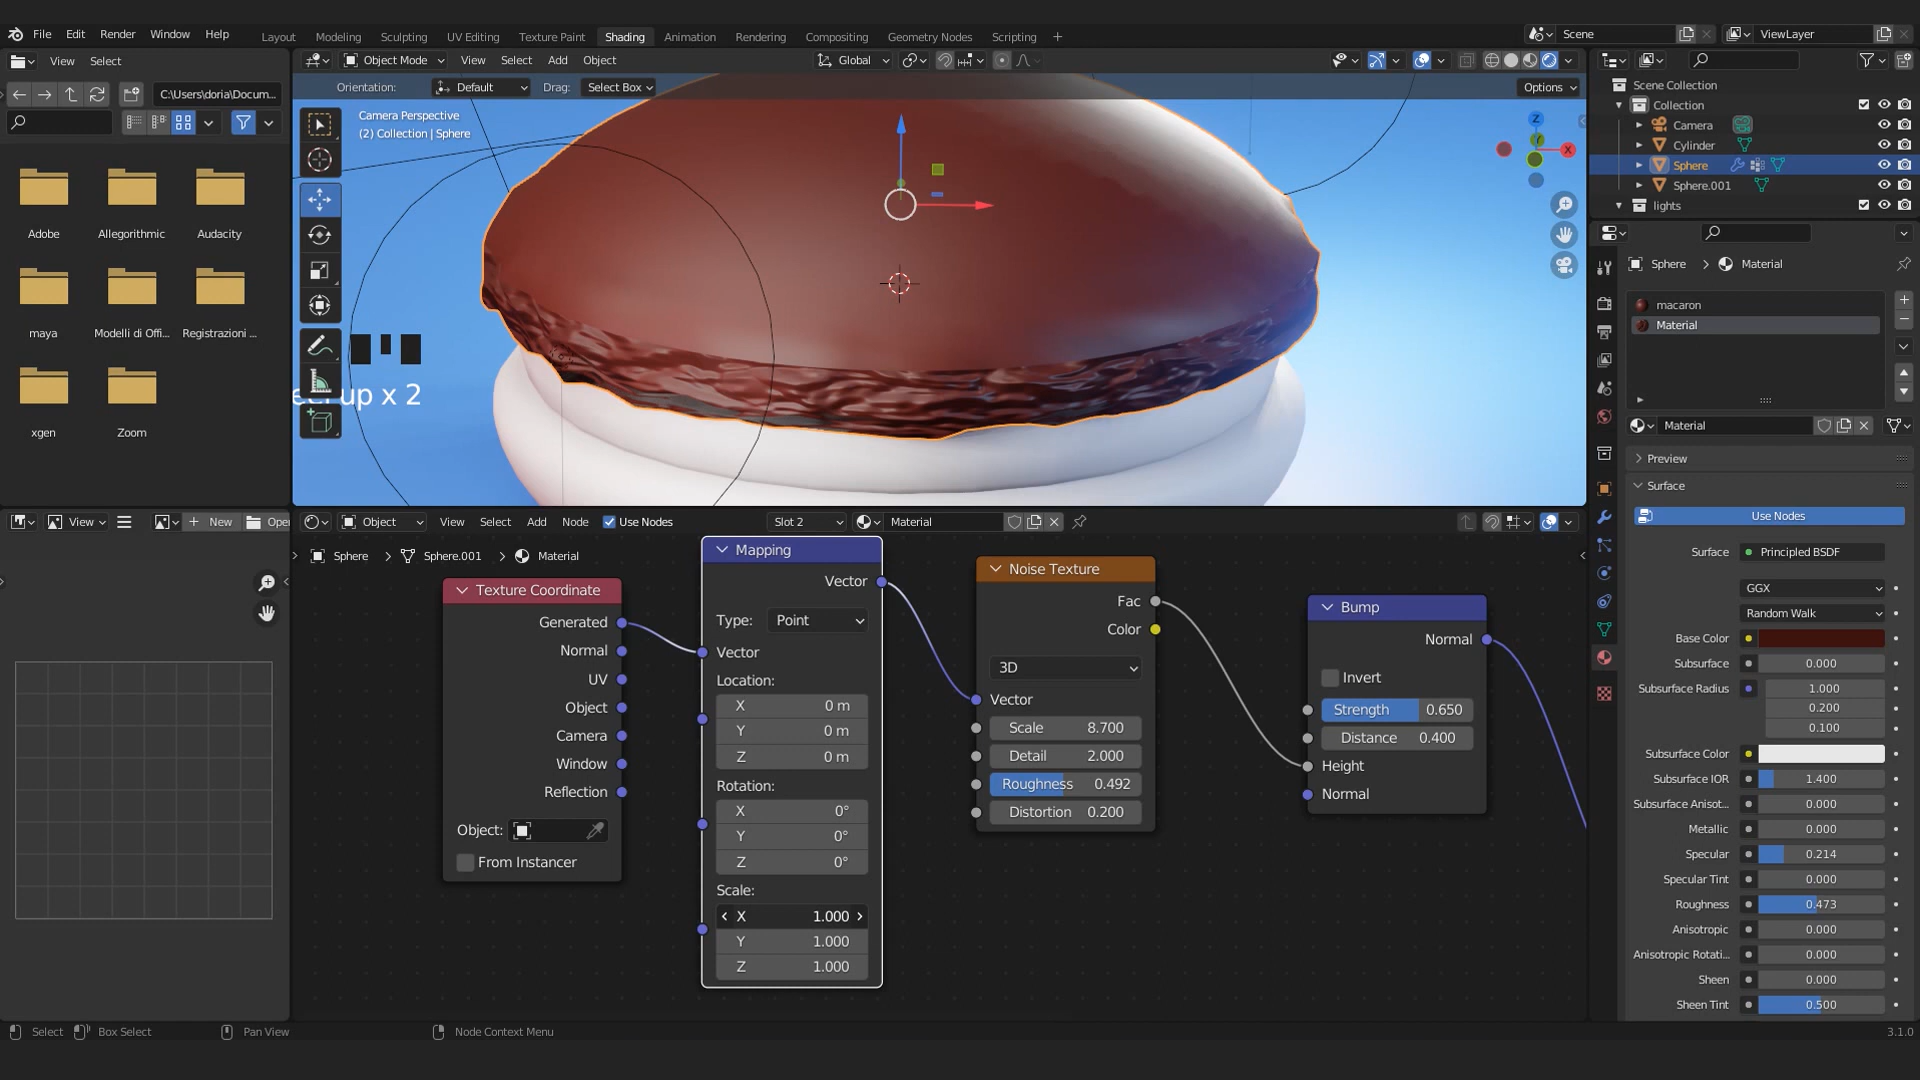 File Edit Render Window Help
Layout Modeling Sculpting UV Editing Texture Paint Shading Animation Rendering Compositing Geometry Nodes Scripting
Scene
ViewLayer
View Select
Object Mode View Select Add Object
Global
C:\Users\doria\Docum...
Orientation: Default Drag: Select Box
Options
Camera Perspective
(2) Collection | Sphere
Z
Y
X
up x 2
Adobe Allegorithmic Audacity
maya Modelli di Offi... Registrazioni ...
xgen Zoom
Scene Collection
Collection
Camera
Cylinder
Sphere
Sphere.001
lights
Sphere > Material
macaron
Material
Material
Preview
Surface
Use Nodes
Surface Principled BSDF
GGX
Random Walk
Base Color
Subsurface 0.000
Subsurface Radius 1.000
0.200
0.100
Subsurface Color
Subsurface IOR 1.400
Subsurface Anisot... 0.000
Metallic 0.000
Specular 0.214
Specular Tint 0.000
Roughness 0.473
Anisotropic 0.000
Anisotropic Rotati... 0.000
Sheen 0.000
Sheen Tint 0.500
View New Open
Object View Select Add Node Use Nodes Slot 2 Material
Sphere > Sphere.001 > Material
Texture Coordinate
Generated
Normal
UV
Object
Camera
Window
Reflection
Object:
From Instancer
Mapping
Vector
Type: Point
Vector
Location:
X 0 m
Y 0 m
Z 0 m
Rotation:
X 0°
Y 0°
Z 0°
Scale:
X 1.000
Y 1.000
Z 1.000
Noise Texture
Fac
Color
3D
Vector
Scale 8.700
Detail 2.000
Roughness 0.492
Distortion 0.200
Bump
Normal
Invert
Strength 0.650
Distance 0.400
Height
Normal
Select Box Select Pan View Node Context Menu
3.1.0